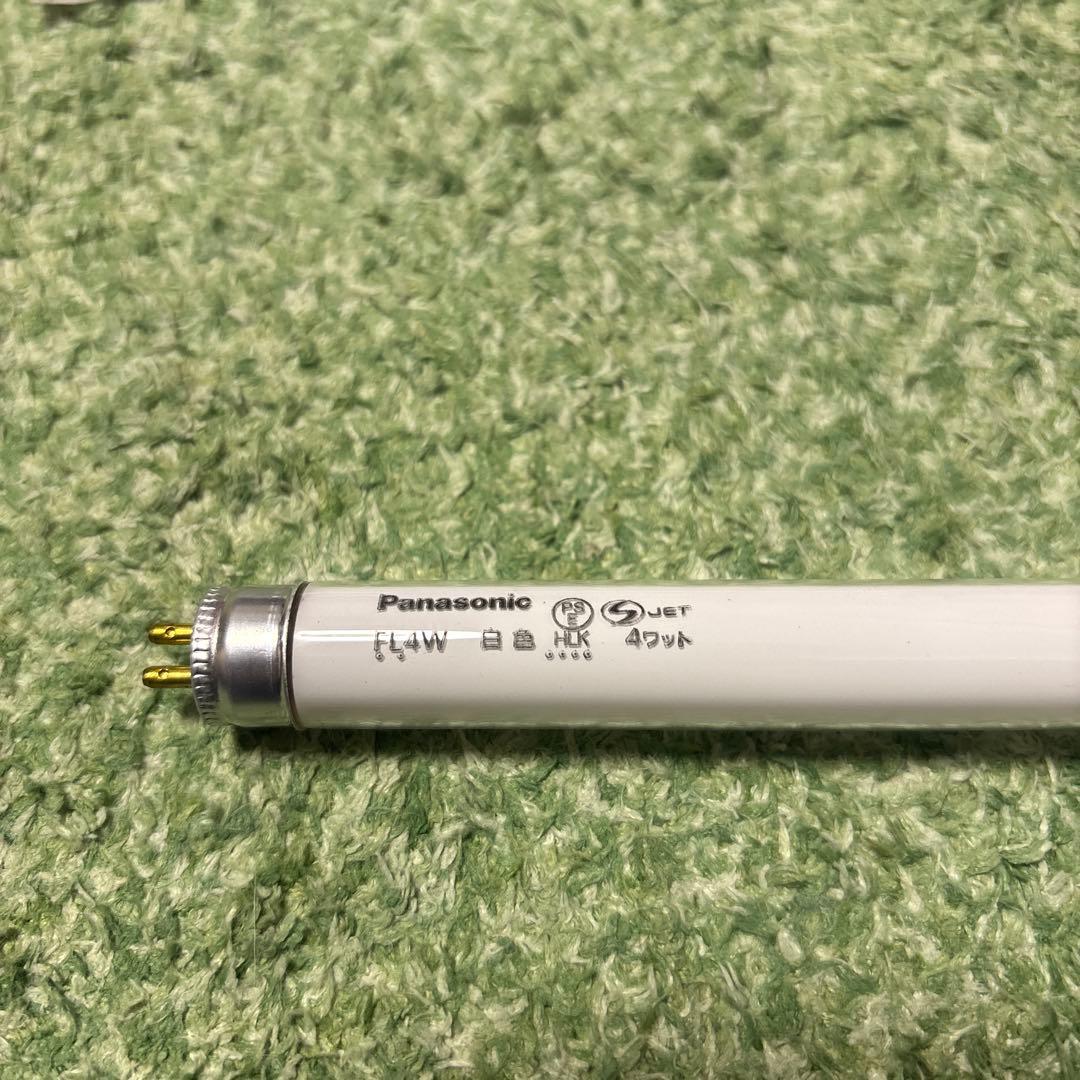 Panasonic PS E S JET
FL4W 白色 HLK 4ワット